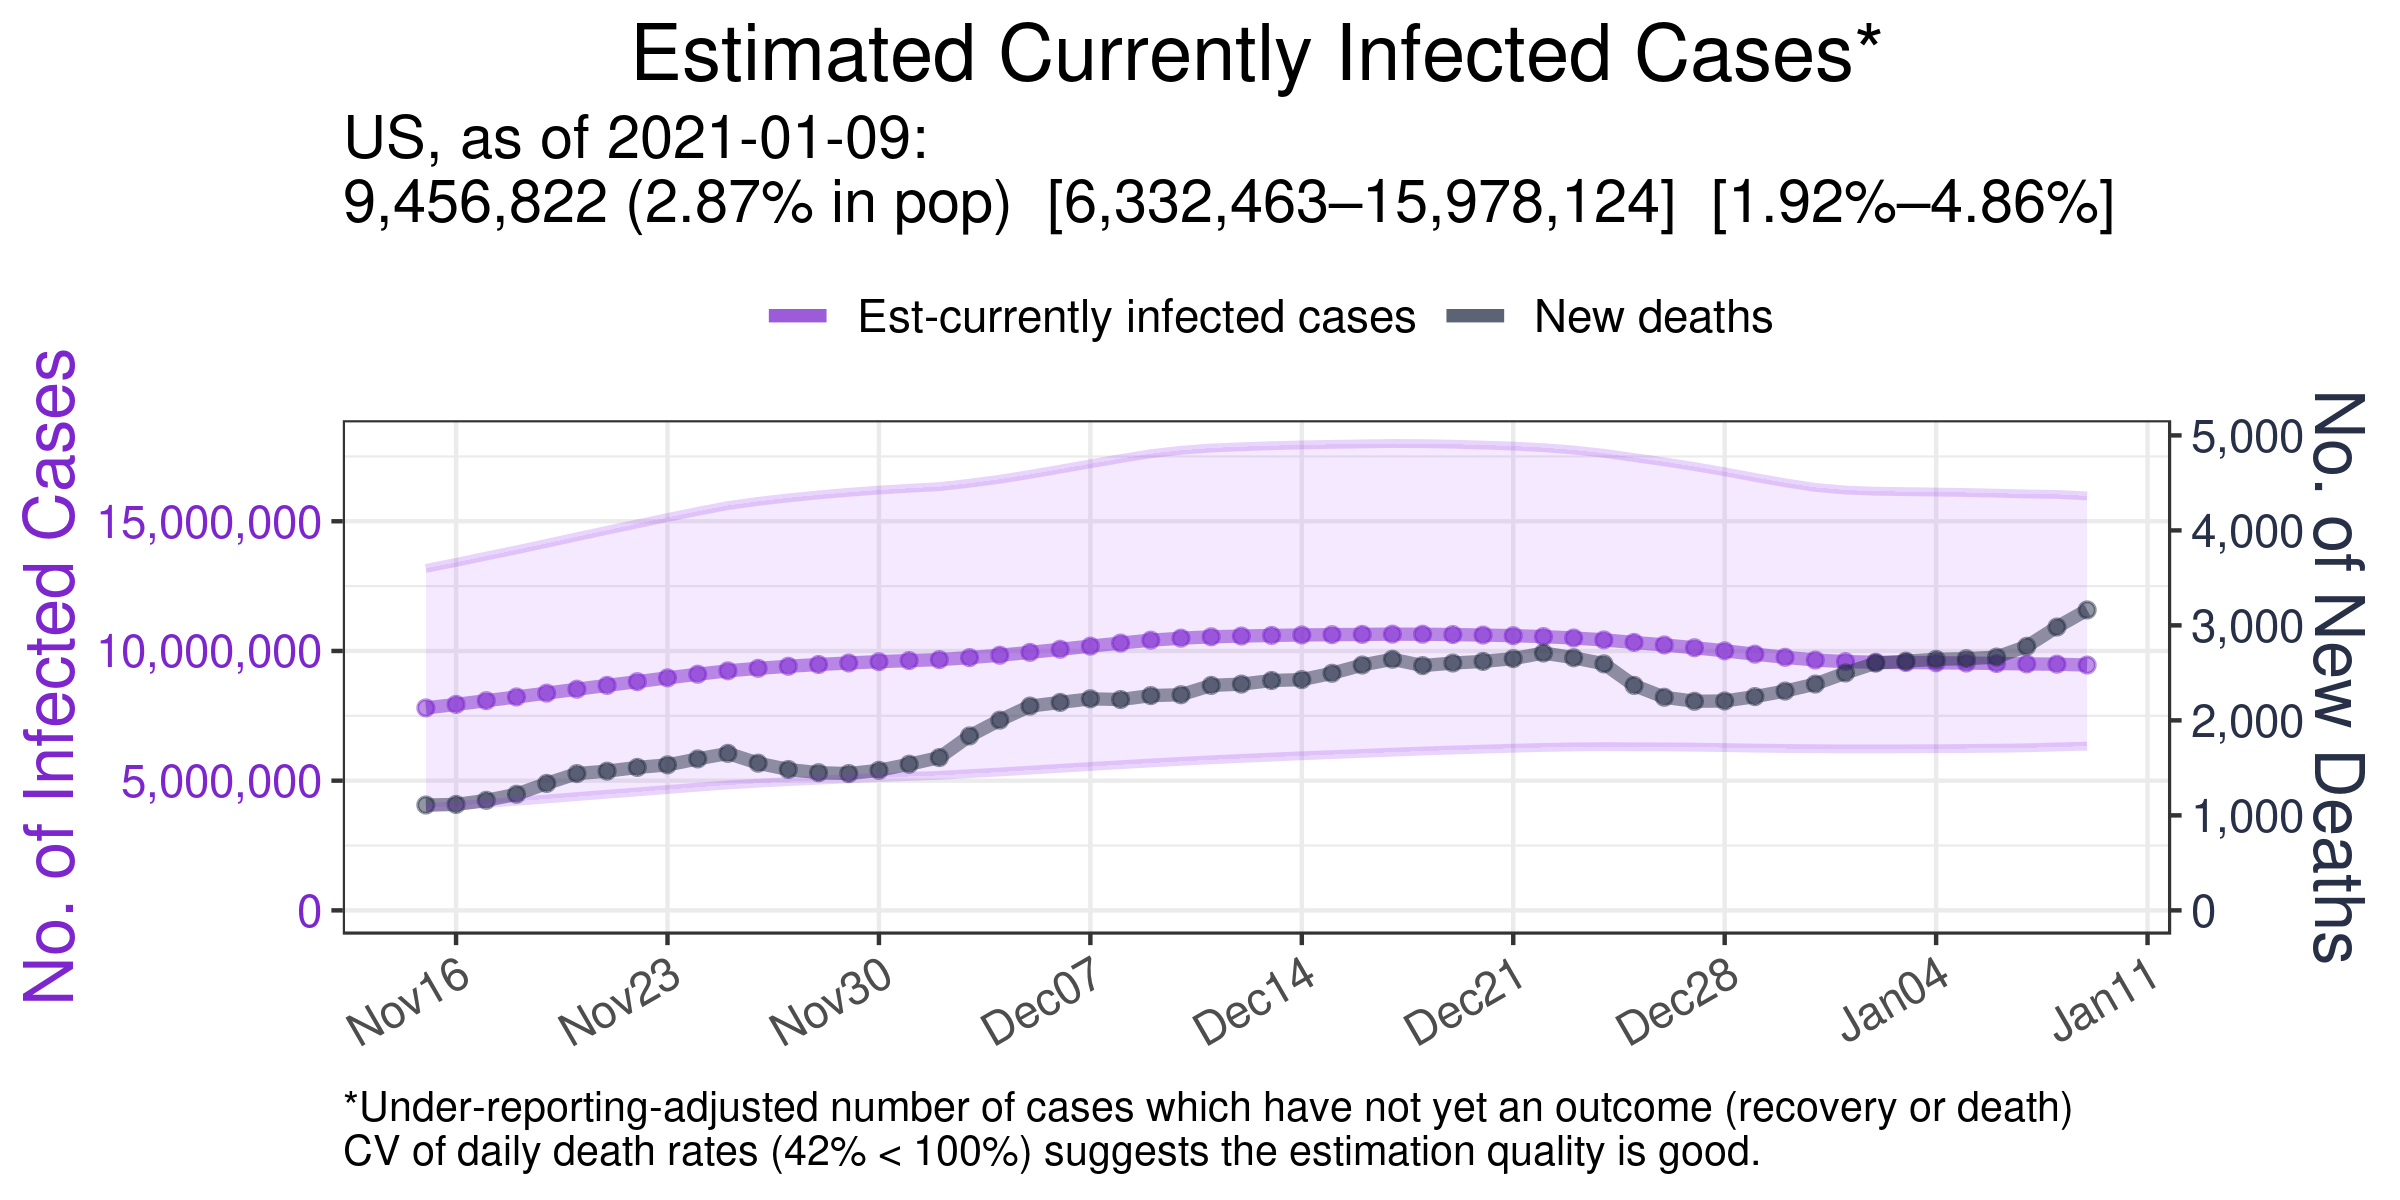 Estimated Currently Infected Cases*
US, as of 2021-01-09:
9,456,822 (2.87% in pop)  [6,332,463–15,978,124]  [1.92%–4.86%]
Est-currently infected cases
New deaths
No. of Infected Cases
15,000,000
10,000,000
5,000,000
0
5,000
4,000
3,000
2,000
1,000
0
No. of New Deaths
Nov16
Nov23
Nov30
Dec07
Dec14
Dec21
Dec28
Jan04
Jan11
*Under-reporting-adjusted number of cases which have not yet an outcome (recovery or death)
CV of daily death rates (42% < 100%) suggests the estimation quality is good.